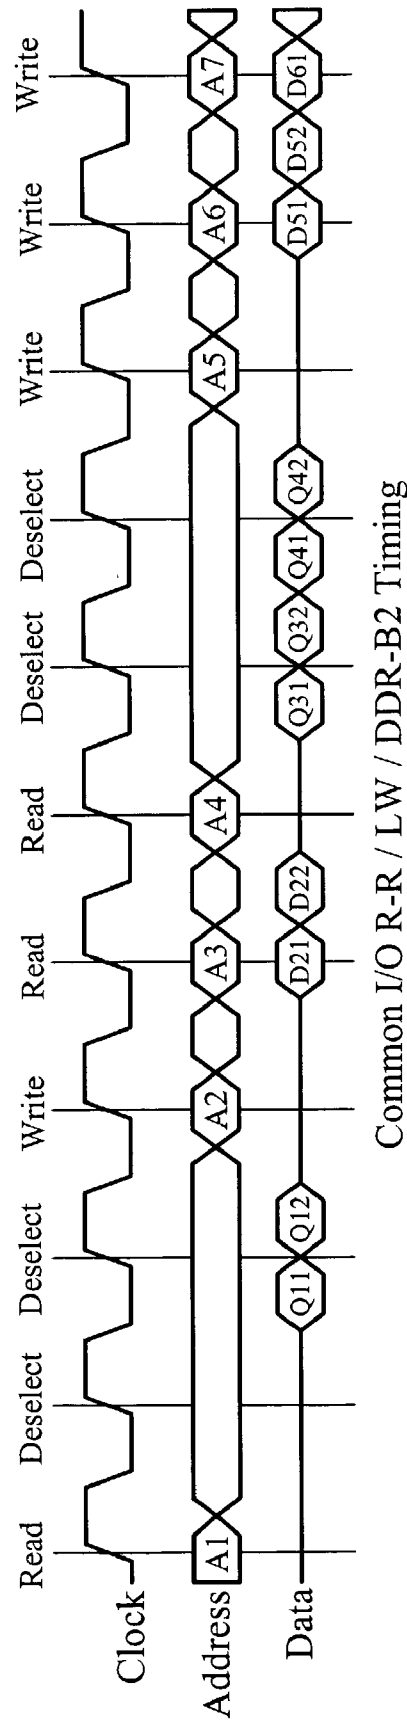 Read Deselect Deselect Write Read Read Deselect Deselect Write Write Write
Clock
Address A1 A2 A3 A4 A5 A6 A7
Data Q11 Q12 D21 D22 Q31 Q32 Q41 Q42 D51 D52 D61
Common I/O R-R / LW / DDR-B2 Timing